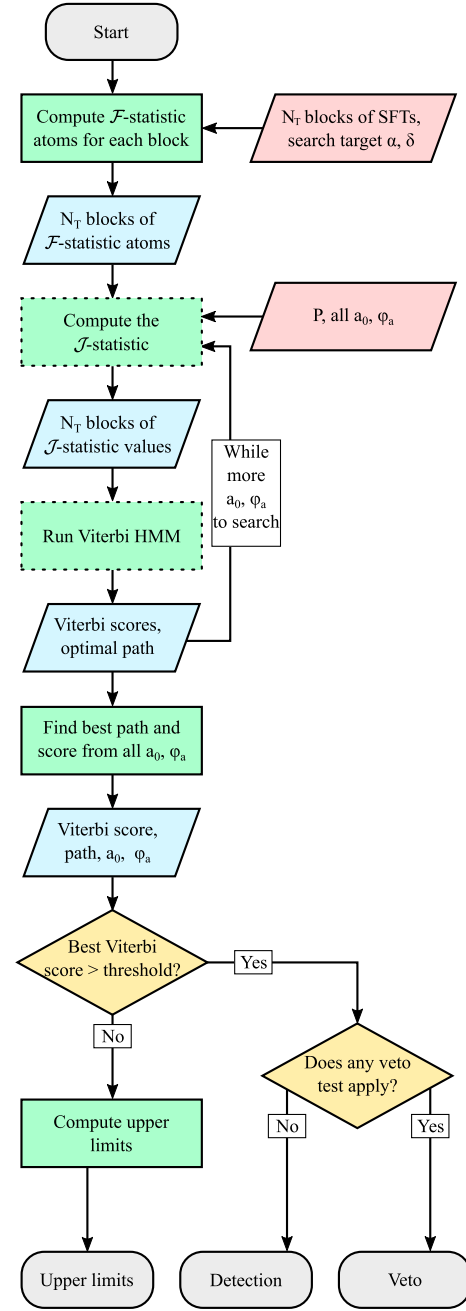 Start
Compute ℱ-statistic
atoms for each block
N_T blocks of SFTs,
search target α, δ
N_T blocks of
ℱ-statistic atoms
Compute the
𝒥-statistic
P, all a₀, φₐ
N_T blocks of
𝒥-statistic values
While
more
a₀, φₐ
to search
Run Viterbi HMM
Viterbi scores,
optimal path
Find best path and
score from all a₀, φₐ
Viterbi score,
path, a₀, φₐ
Best Viterbi
score > threshold?
Yes
No
Does any veto
test apply?
No
Yes
Compute upper
limits
Upper limits
Detection
Veto